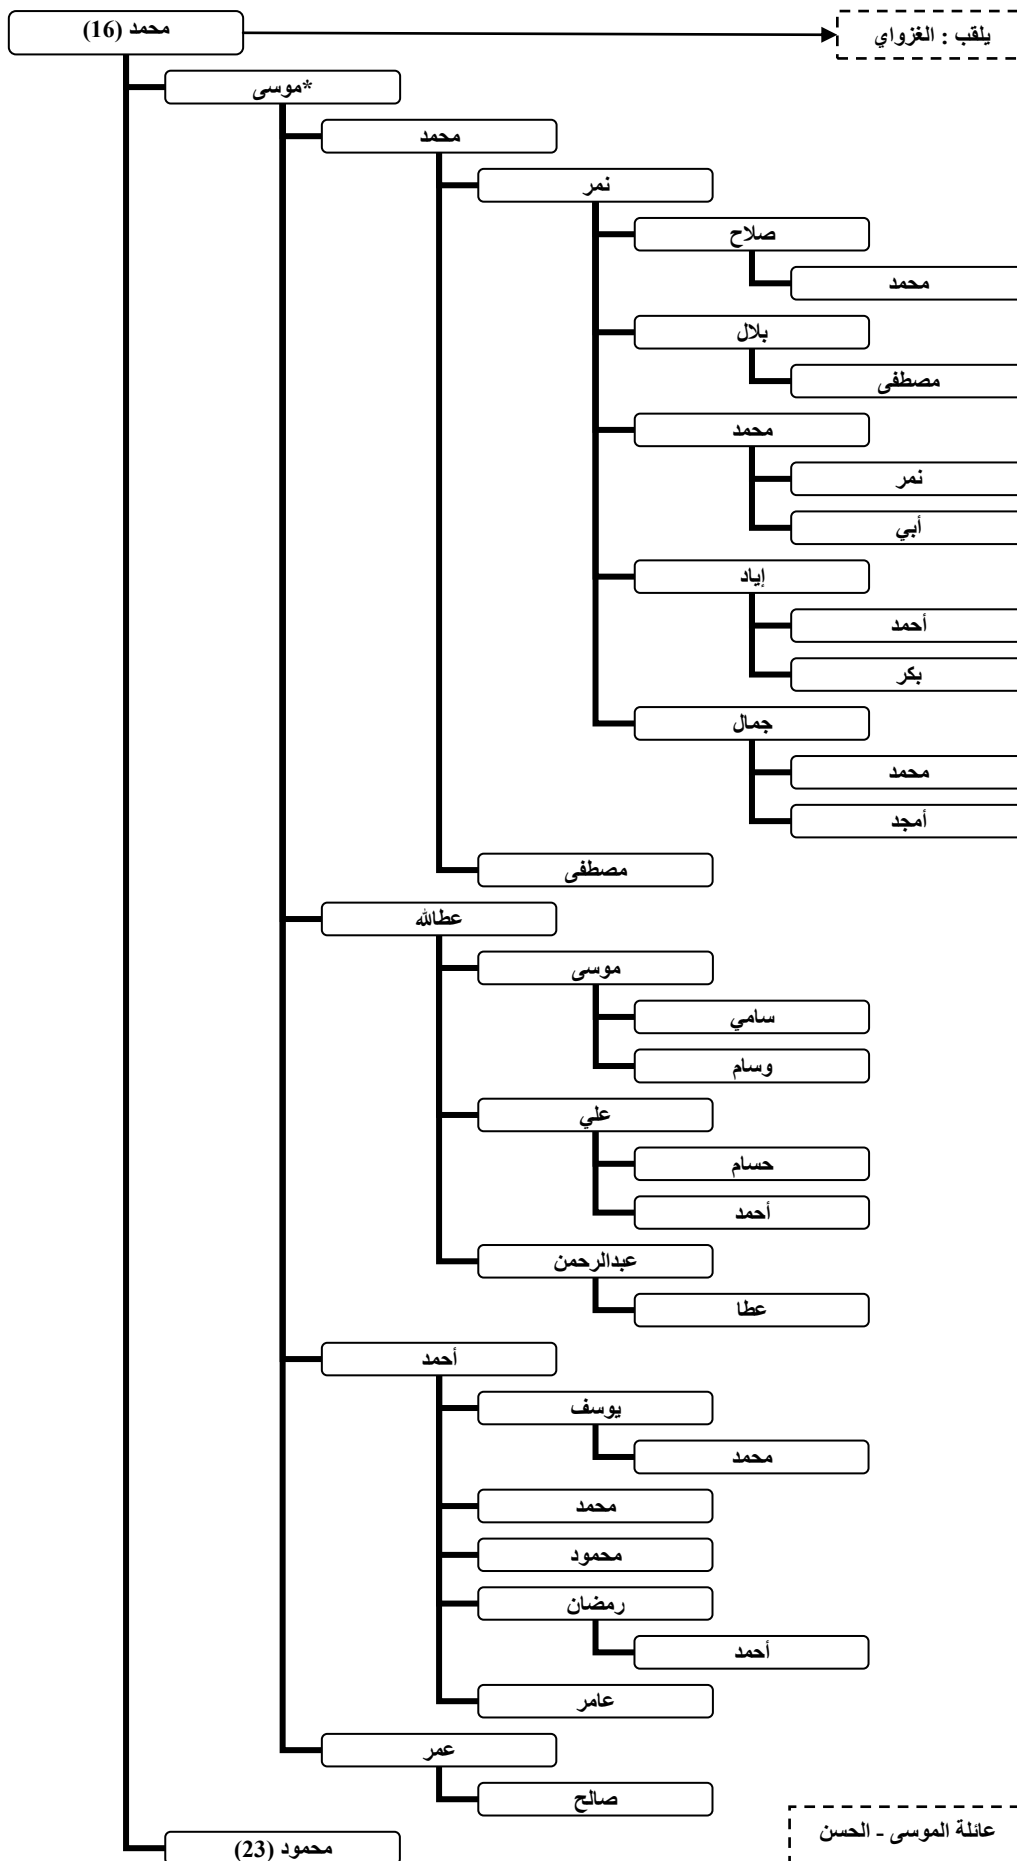 محمد (16)
يلقب : الغزواي
*موسى
محمد
نمر
صلاح
محمد
بلال
مصطفى
محمد
نمر
أبي
إياد
أحمد
بكر
جمال
محمد
أمجد
مصطفى
عطالله
موسى
سامي
وسام
علي
حسام
أحمد
عبدالرحمن
عطا
أحمد
يوسف
محمد
محمد
محمود
رمضان
أحمد
عامر
عمر
صالح
عائلة الموسى - الحسن
محمود (23)